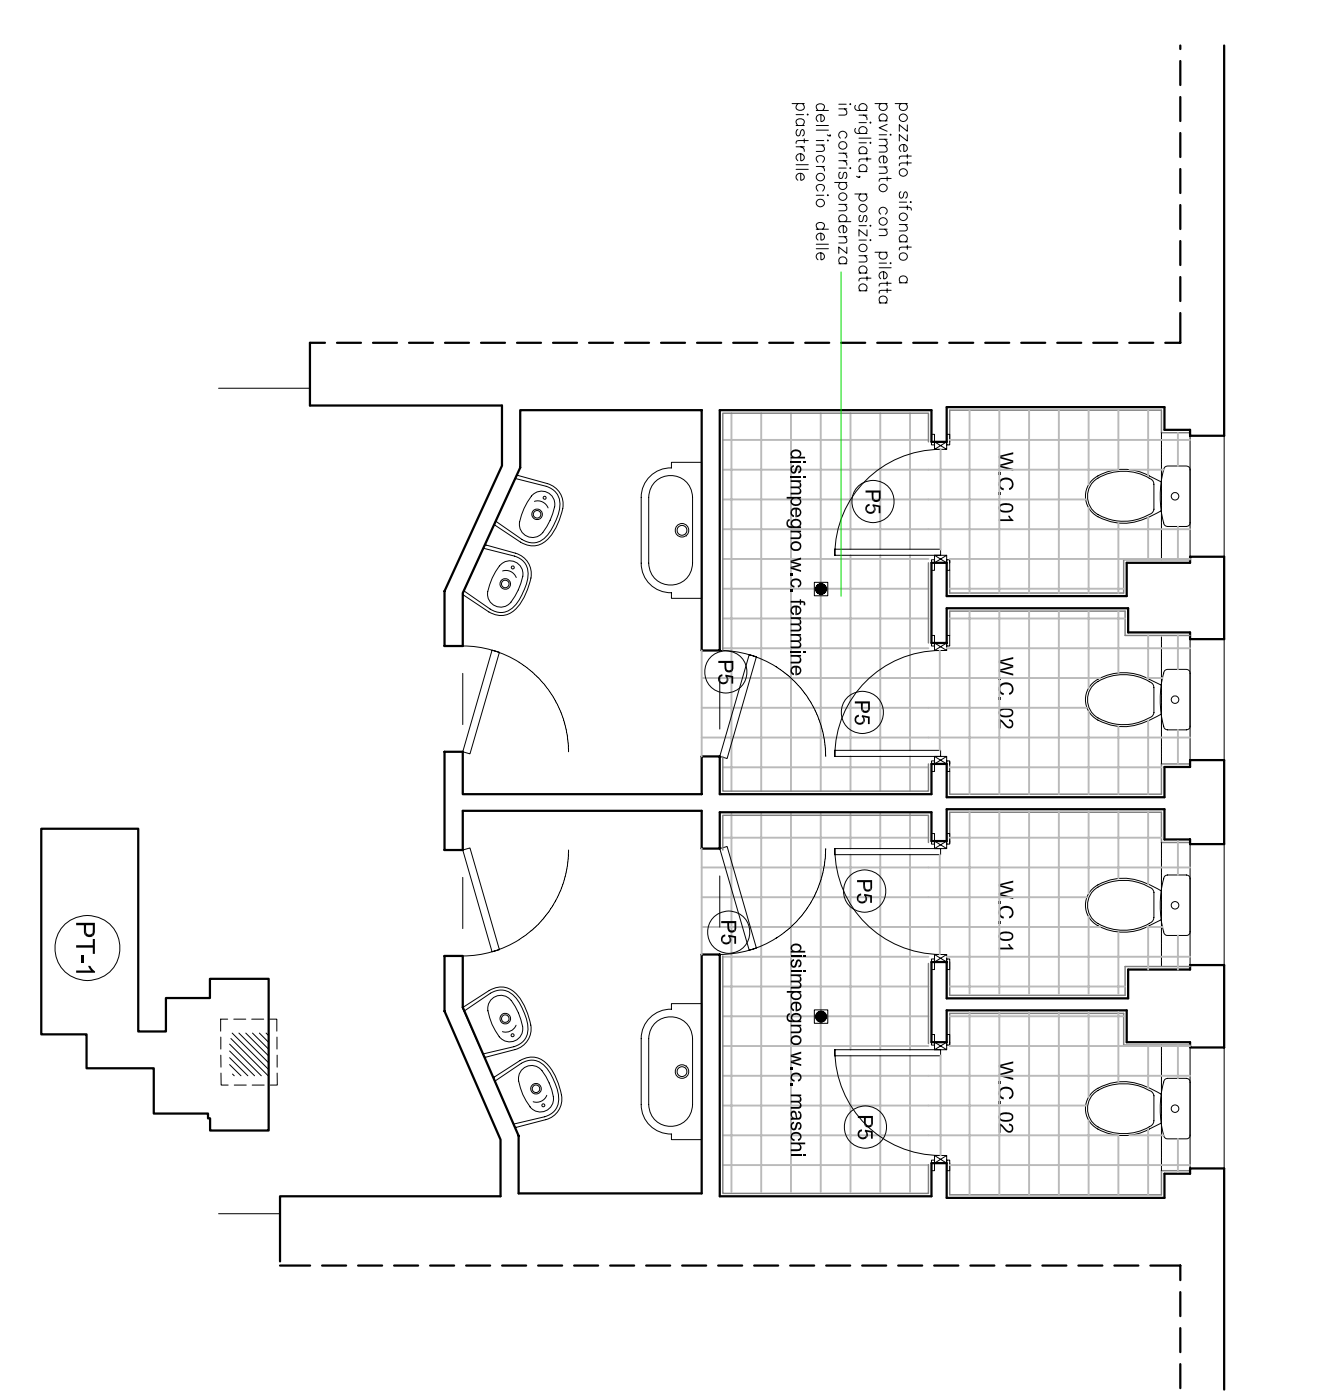 pozzetto sifonato a
pavimento con piletta
grigliata, posizionata
in corrispondenza
dell'incrocio delle
piastrelle
W.C. 01
W.C. 02
W.C. 01
W.C. 02
P5
P5
P5
P5
P5
P5
disimpegno w.c. femmine
disimpegno w.c. maschi
PT-1